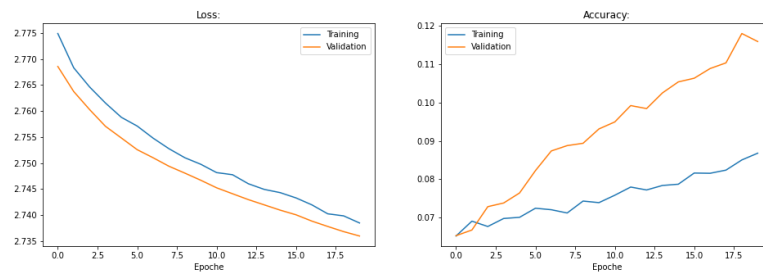 Loss:
2.775
2.770
2.765
2.760
2.755
2.750
2.745
2.740
2.735
Training
Validation
0.0 2.5 5.0 7.5 10.0 12.5 15.0 17.5
Epoche
Accuracy:
0.12
0.11
0.10
0.09
0.08
0.07
Training
Validation
0.0 2.5 5.0 7.5 10.0 12.5 15.0 17.5
Epoche